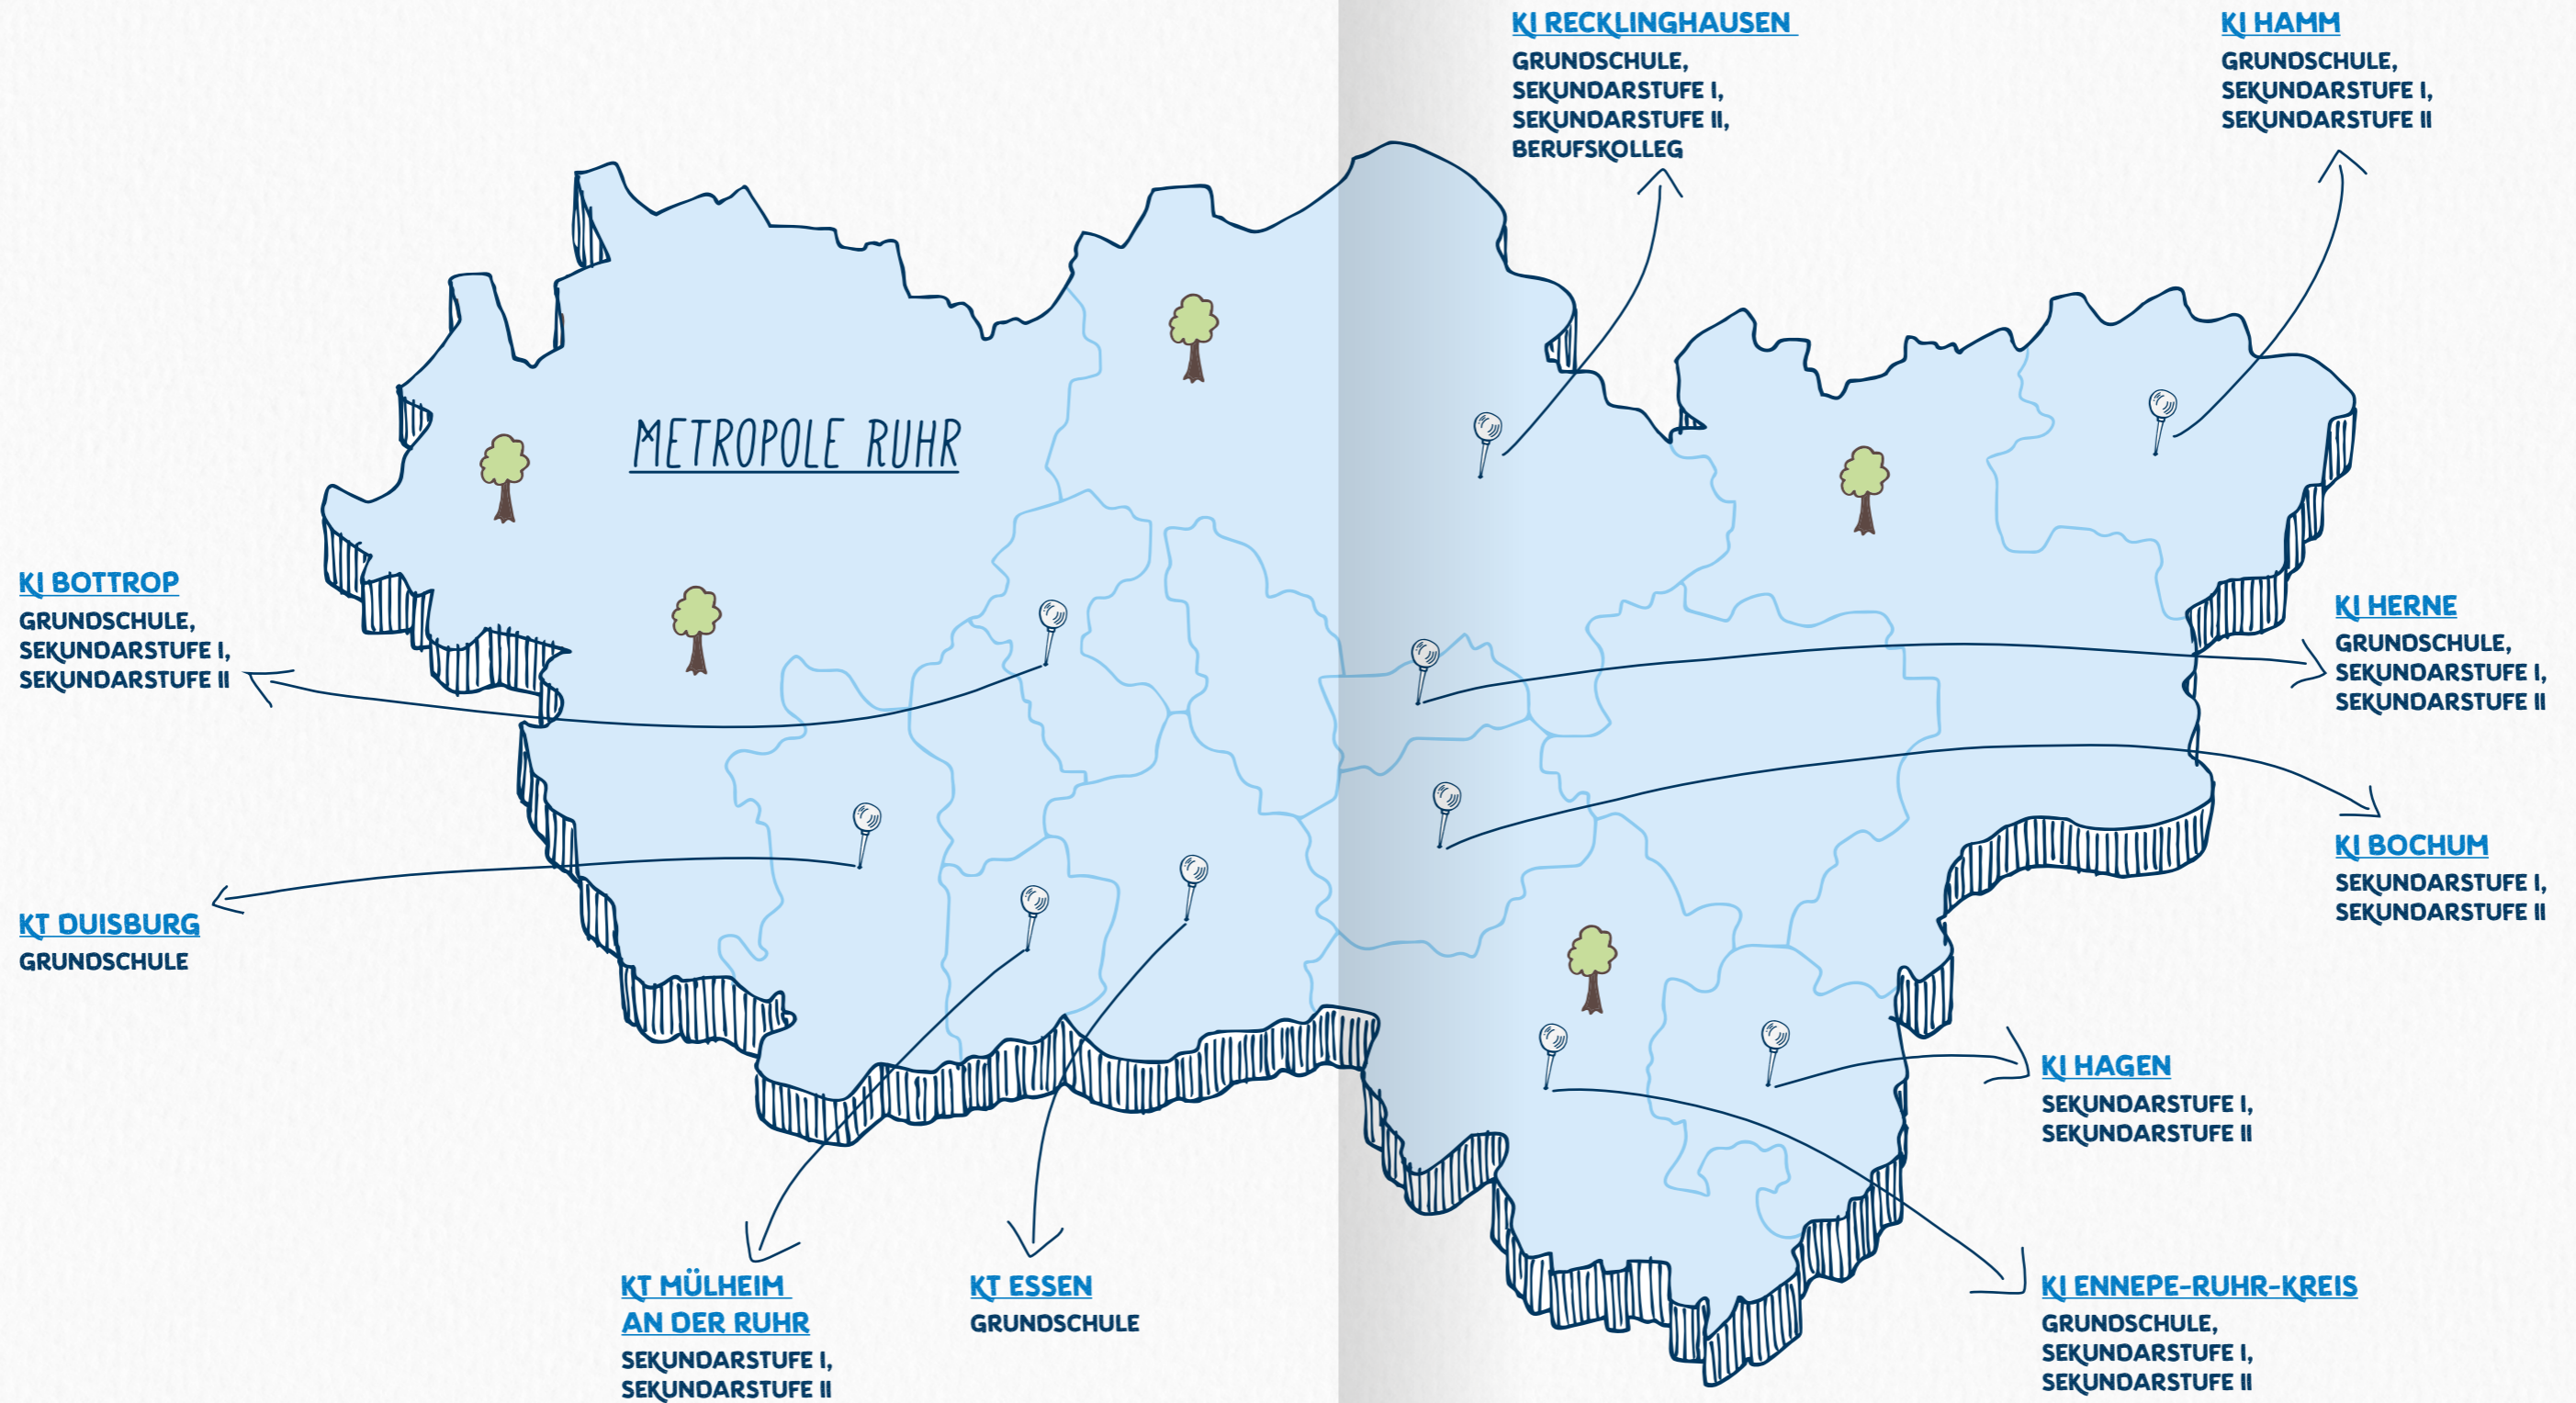 KI RECKLINGHAUSEN
GRUNDSCHULE,
SEKUNDARSTUFE I,
SEKUNDARSTUFE II,
BERUFSKOLLEG
KI HAMM
GRUNDSCHULE,
SEKUNDARSTUFE I,
SEKUNDARSTUFE II
METROPOLE RUHR
KI BOTTROP
GRUNDSCHULE,
SEKUNDARSTUFE I,
SEKUNDARSTUFE II
KI HERNE
GRUNDSCHULE,
SEKUNDARSTUFE I,
SEKUNDARSTUFE II
KI BOCHUM
SEKUNDARSTUFE I,
SEKUNDARSTUFE II
KT DUISBURG
GRUNDSCHULE
KI HAGEN
SEKUNDARSTUFE I,
SEKUNDARSTUFE II
KT MÜLHEIM
AN DER RUHR
SEKUNDARSTUFE I,
SEKUNDARSTUFE II
KT ESSEN
GRUNDSCHULE
KI ENNEPE-RUHR-KREIS
GRUNDSCHULE,
SEKUNDARSTUFE I,
SEKUNDARSTUFE II